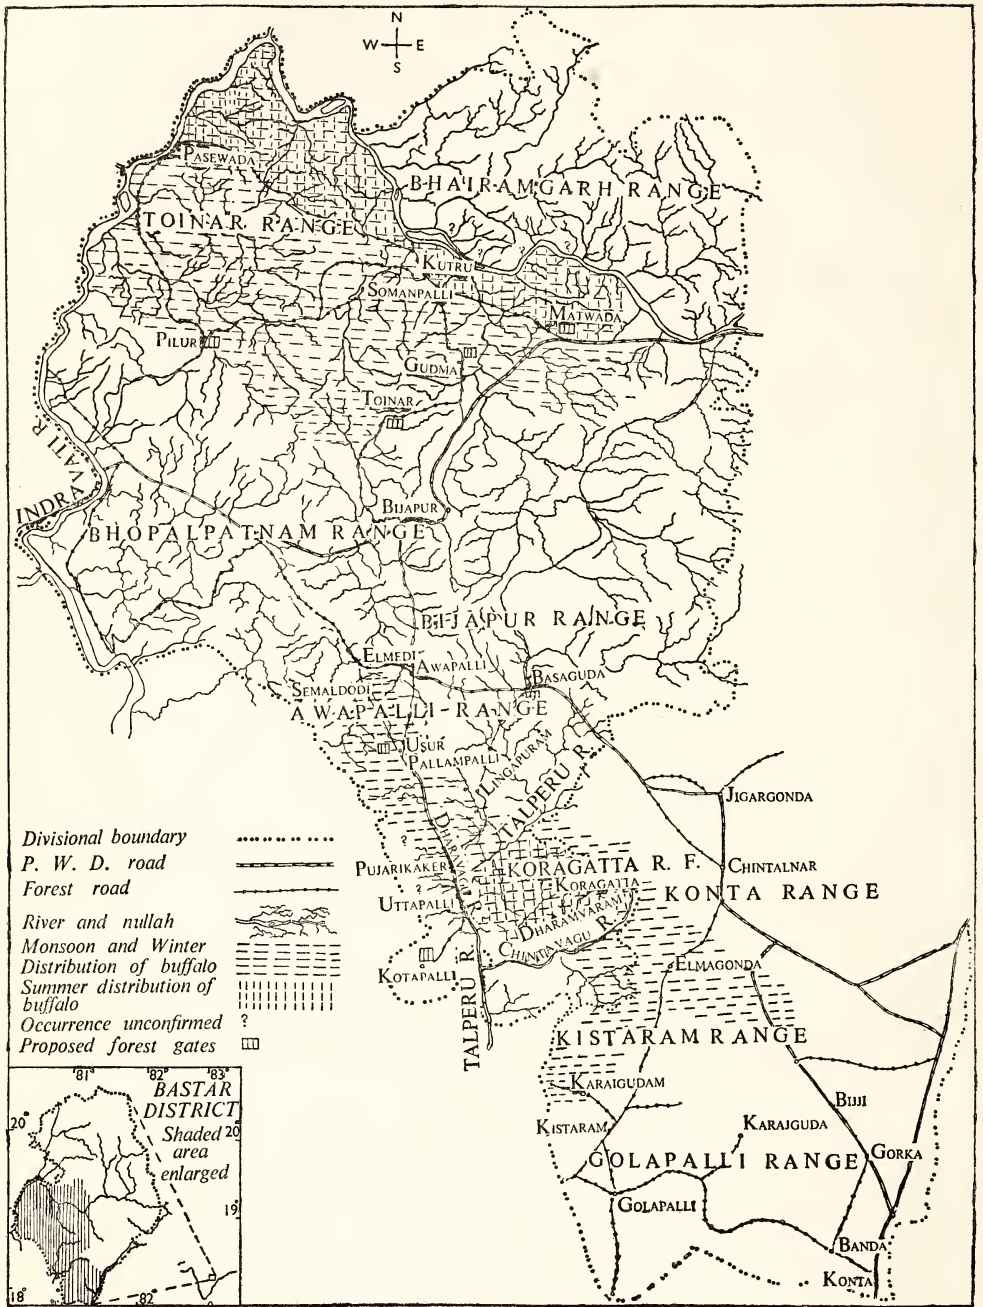 N
W E
S
PASEWADA
BHAIRAMGARH RANGE
TOINAR RANGE
?
?
?
?
KUTRU
SOMANPALLI
MATWADA
PILUR
GUDMA
TOINAR
INDRAVATI R
BIJAPUR
BHOPALPATNAM RANGE
BIJAPUR RANGE
ELMEDI
AWAPALLI
BASAGUDA
SEMALDODI
AWAPALLI-RANGE
USUR
PALLAMPALLI
LINGAPURAM
TALPERU R.
JIGARGONDA
Divisional boundary
P. W. D. road
Forest road
River and nullah
Monsoon and Winter
Distribution of buffalo
Summer distribution of
buffalo
Occurrence unconfirmed ?
Proposed forest gates
?
PUJARIKAKER
KORAGATTA R. F.
CHINTALNAR
KORAGATTA
KONTA RANGE
?
UTTAPALLI
DHARAMVARAM
CHINTAVAGU R.
KOTAPALLI
TALPERU R.
ELMAGONDA
KISTARAM RANGE
KARAIGUDAM
BIJJI
KISTARAM
KARAJGUDA
GOLAPALLI RANGE
GORKA
GOLAPALLI
BANDA
KONTA
81° 82° 83°
BASTAR
DISTRICT
20° Shaded 20
area
enlarged
19
18° 82